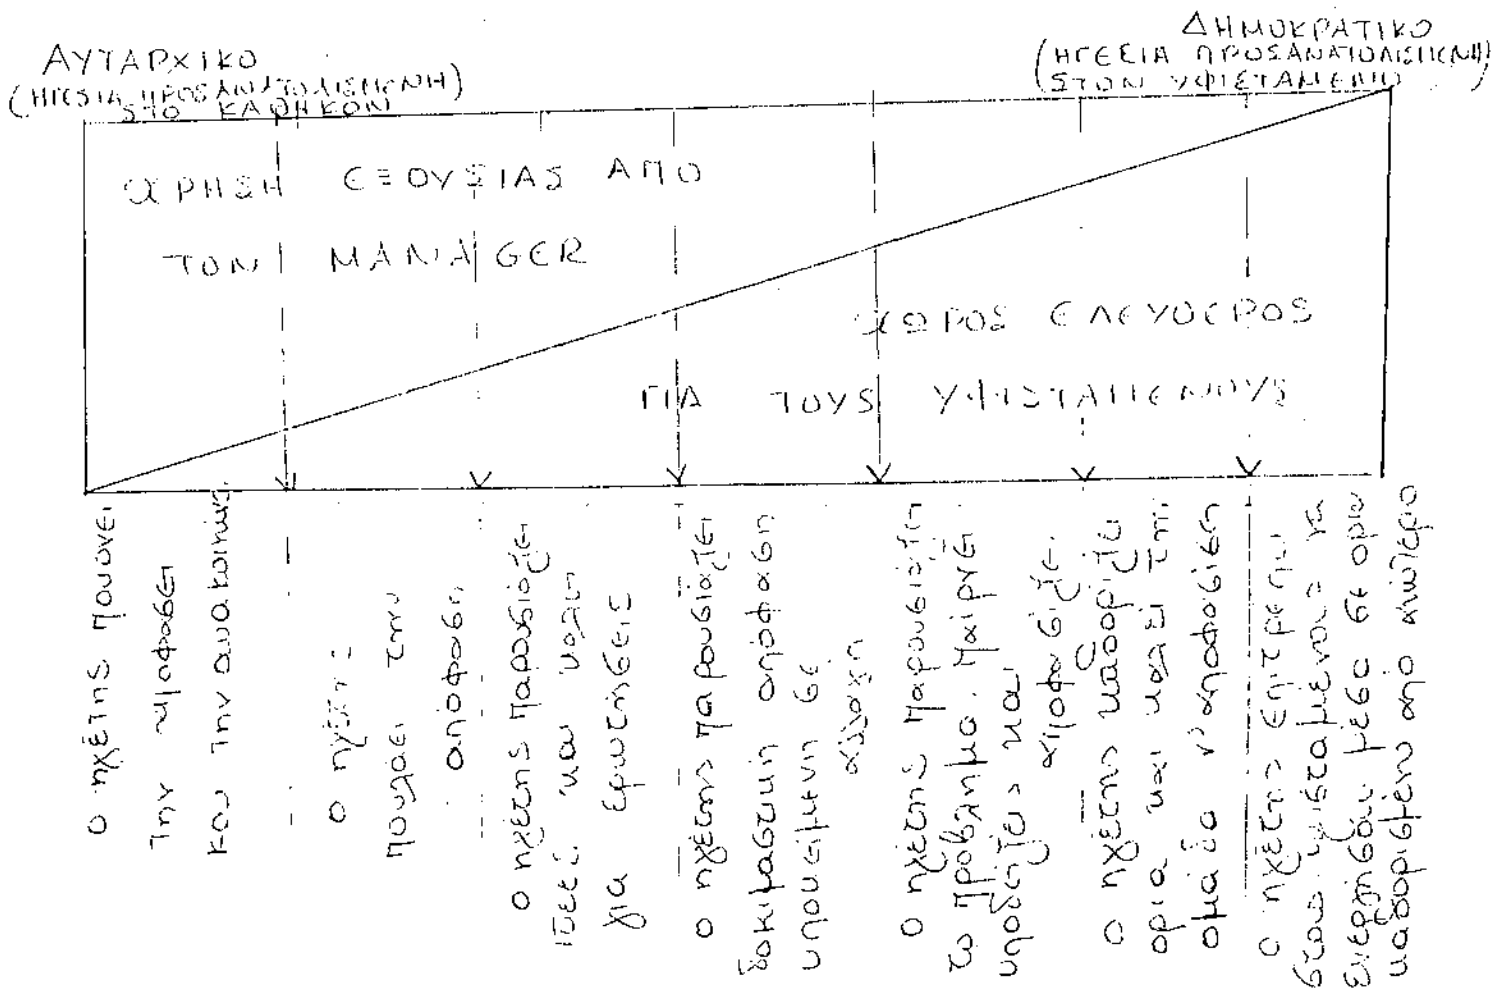 ΑΥΤΑΡΧΙΚΟ
(ΗΓΕΣΙΑ ΠΡΟΣΑΝΑΤΟΛΙΣΜΕΝΗ)
ΣΤΟ ΚΑΘΗΚΟΝ
ΔΗΜΟΚΡΑΤΙΚΟ
(ΗΓΕΣΙΑ ΠΡΟΣΑΝΑΤΟΛΙΣΜΕΝΗ)
(ΣΤΟΝ ΥΦΙΣΤΑΜΕΝΟ
ΧΡΗΣΗ ΕΞΟΥΣΙΑΣ ΑΠΟ
ΤΟΝ MANAGER
ΧΩΡΟΣ ΕΛΕΥΘΕΡΟΣ
ΓΙΑ ΤΟΥΣ ΥΦΙΣΤΑΜΕΝΟΥΣ
Ο ηγέτης παίρνει
την απόφαση
και την ανακοινώνει
Ο ηγέτης
πουλάει την
απόφαση
Ο ηγέτης παρουσιάζει
ιδέες και καλεί
για ερωτήσεις
Ο ηγέτης παρουσιάζει
δοκιμαστική απόφαση
υποκείμενη σε
αλλαγή
Ο ηγέτης παρουσιάζει
το πρόβλημα. Παίρνει
υποδείξεις και
αποφασίζει
Ο ηγέτης καθορίζει
όρια και καλεί την
ομάδα ν' αποφασίσει
Ο ηγέτης επιτρέπει
στους υφισταμένους να
ενεργήσουν μέσα σε όρια
καθορισμένα από ανώτερο